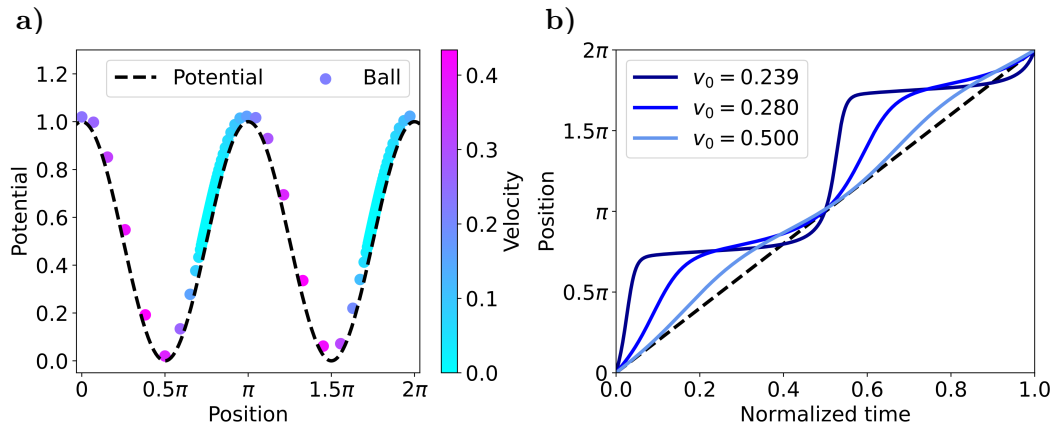 a)
Potential
Ball
1.2
1.0
0.8
0.6
0.4
0.2
0.0
Potential
0
0.5π
π
1.5π
2π
Position
0.4
0.3
0.2
0.1
0.0
Velocity
b)
v₀ = 0.239
v₀ = 0.280
v₀ = 0.500
2π
1.5π
π
0.5π
0
Position
0.0
0.2
0.4
0.6
0.8
1.0
Normalized time